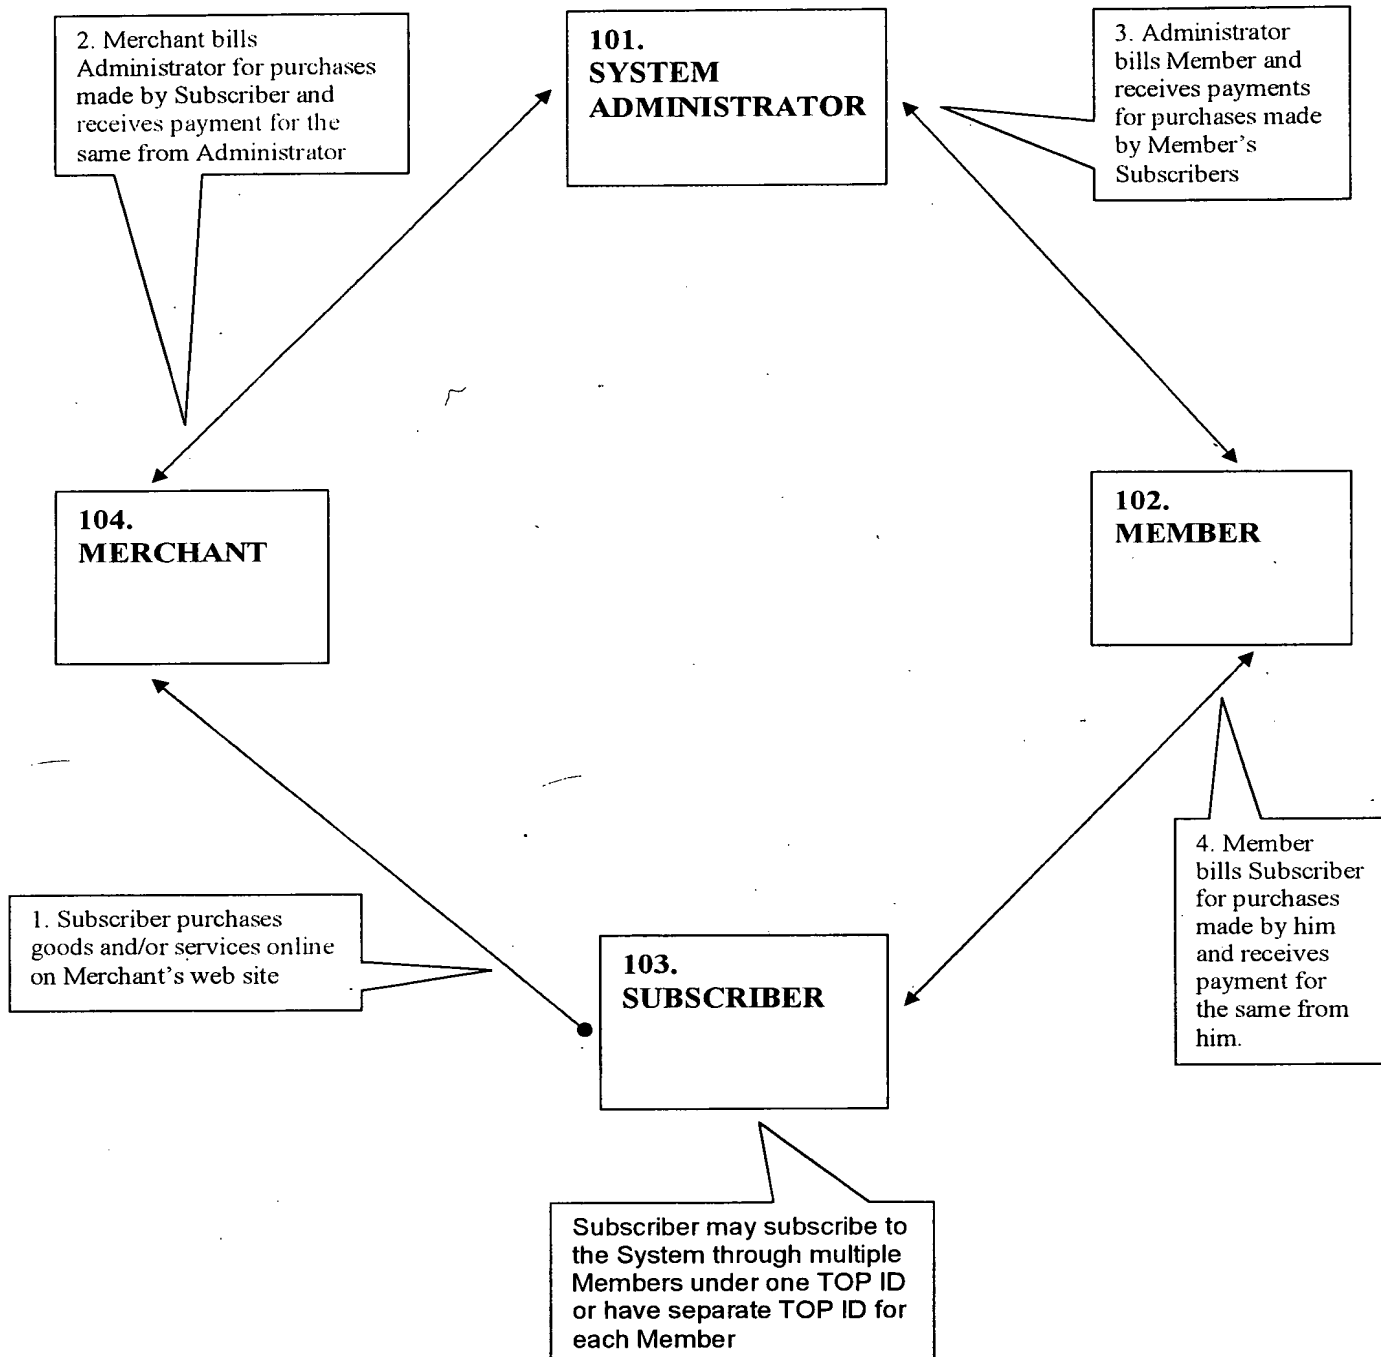 2. Merchant bills
Administrator for purchases
made by Subscriber and
receives payment for the
same from Administrator
101.
SYSTEM
ADMINISTRATOR
3. Administrator
bills Member and
receives payments
for purchases made
by Member's
Subscribers
104.
MERCHANT
102.
MEMBER
1. Subscriber purchases
goods and/or services online
on Merchant's web site
103.
SUBSCRIBER
4. Member
bills Subscriber
for purchases
made by him
and receives
payment for
the same from
him.
Subscriber may subscribe to
the System through multiple
Members under one TOP ID
or have separate TOP ID for
each Member